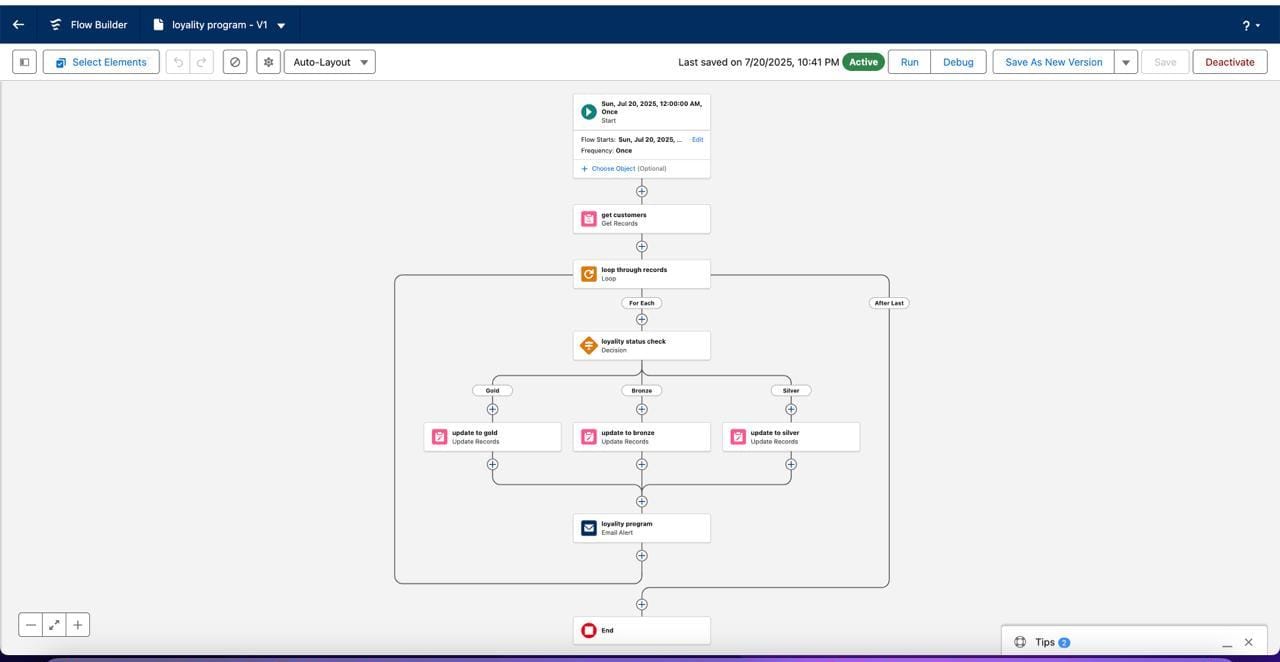 Flow Builder
loyality program - V1
?
Select Elements
Auto-Layout
Last saved on 7/20/2025, 10:41 PM
Active
Run
Debug
Save As New Version
Save
Deactivate
Sun, Jul 20, 2025, 12:00:00 AM,
Once
Start
Flow Starts: Sun, Jul 20, 2025, ...
Edit
Frequency: Once
+ Choose Object (Optional)
get customers
Get Records
loop through records
Loop
For Each
After Last
loyality status check
Decision
Gold
Bronze
Silver
update to gold
Update Records
update to bronze
Update Records
update to silver
Update Records
loyality program
Email Alert
End
Tips 2